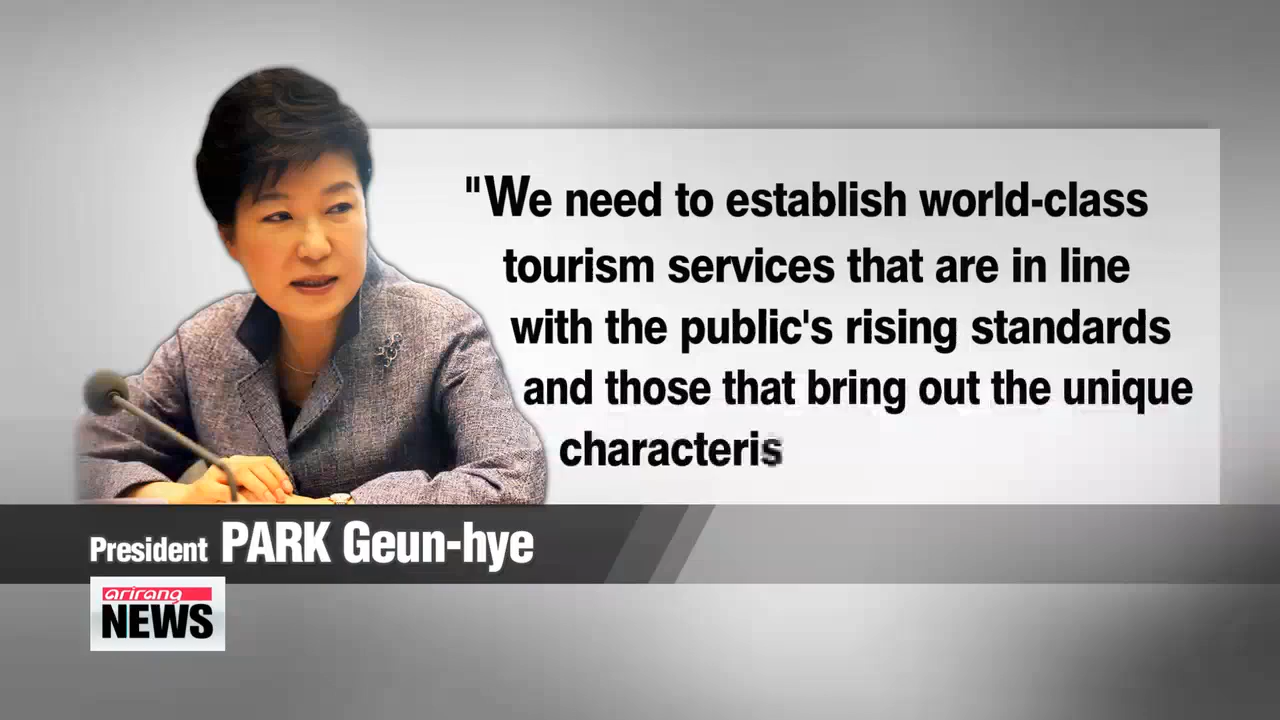 "We need to establish world-class
tourism services that are in line
with the public's rising standards
and those that bring out the unique
characteris
President PARK Geun-hye
arirang
NEWS